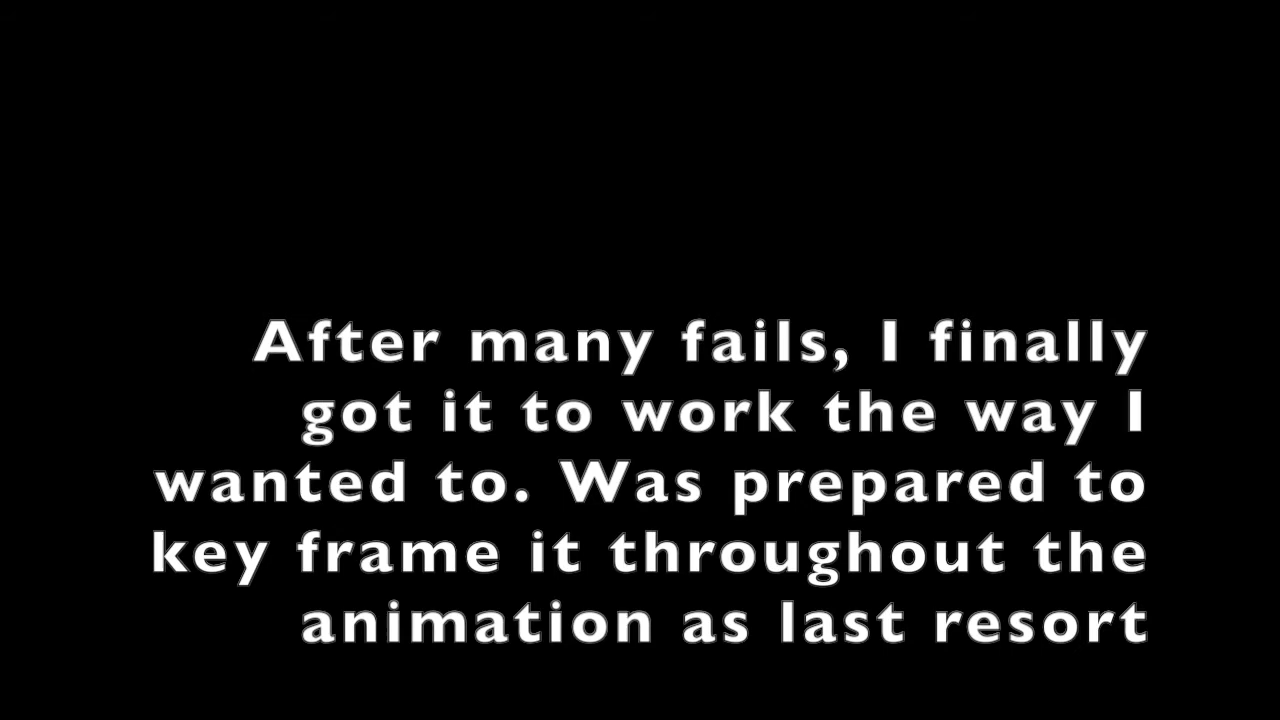 After many fails, I finally
got it to work the way I
wanted to. Was prepared to
key frame it throughout the
animation as last resort